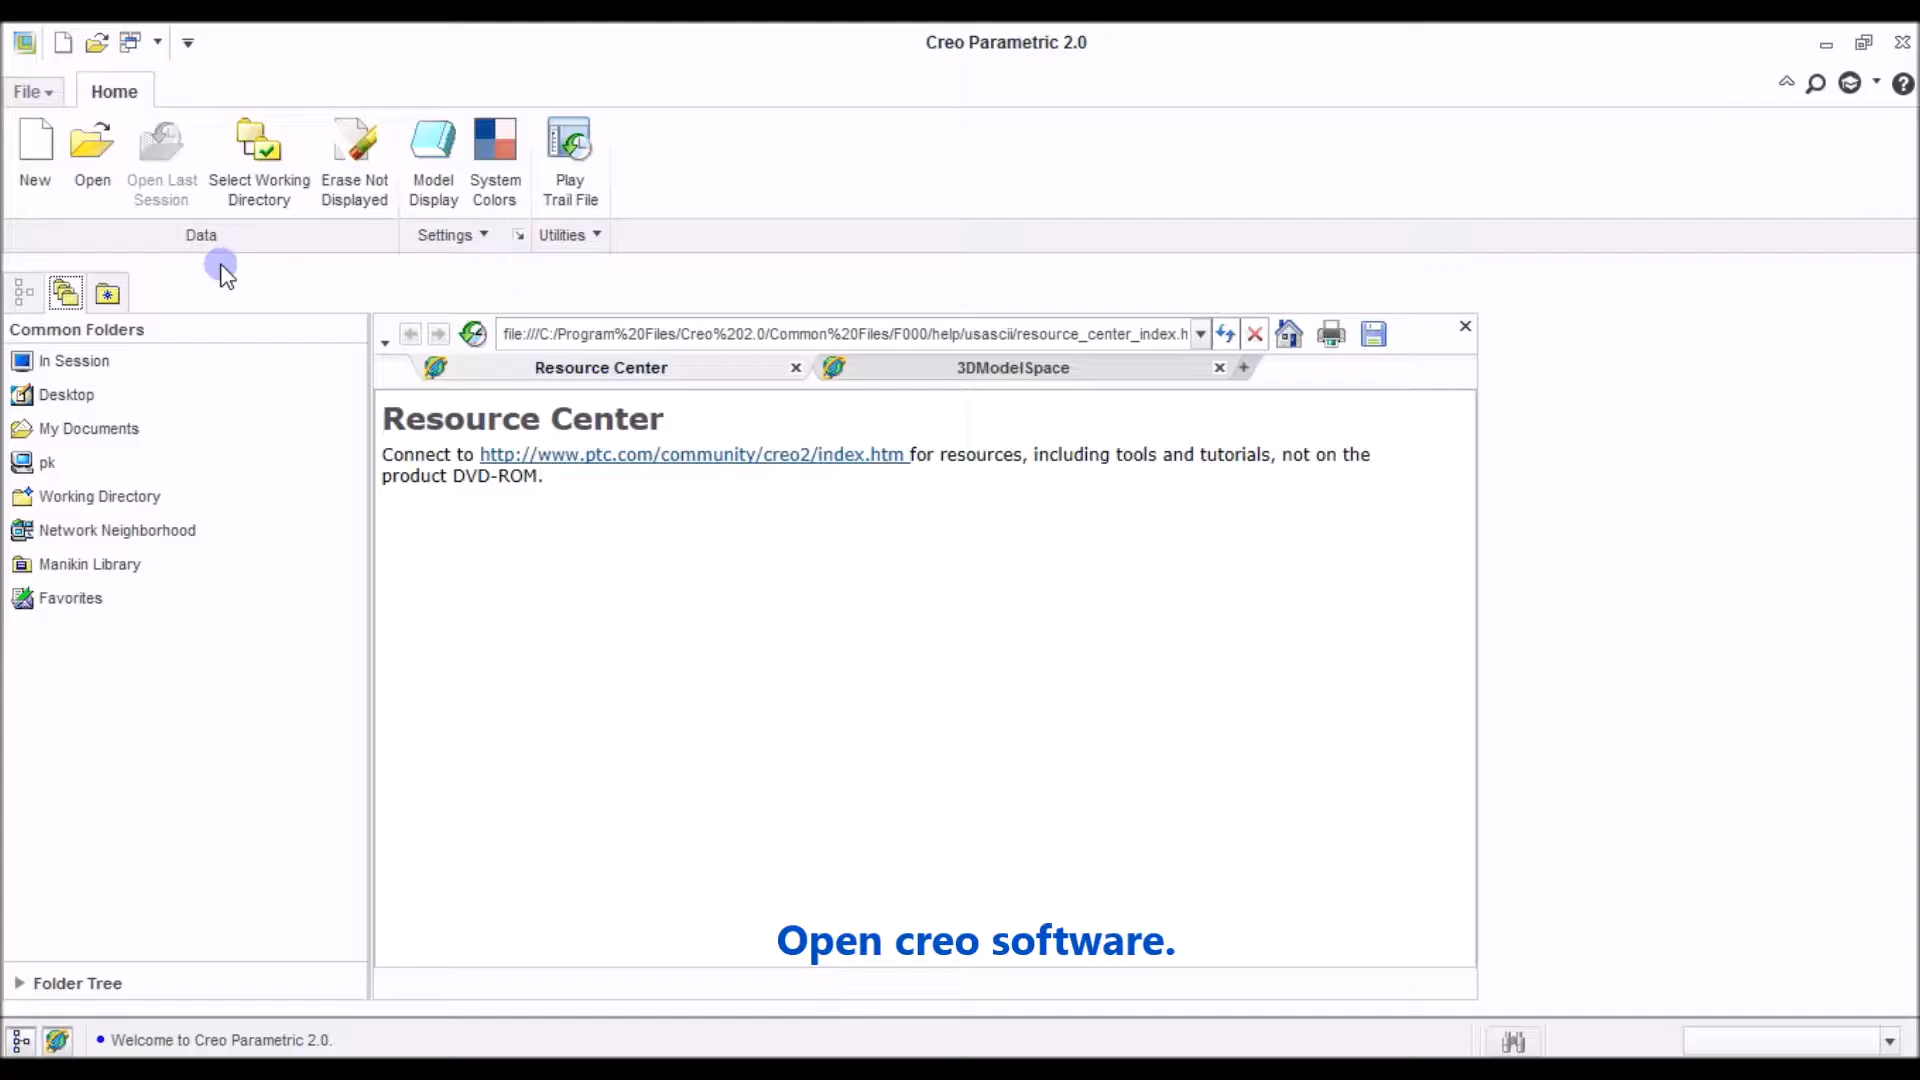 Creo Parametric 2.0
File
Home
New
Open
Open Last
Session
Select Working
Directory
Erase Not
Displayed
Model
Display
System
Colors
Play
Trail File
Data
Settings
Utilities
Common Folders
In Session
Desktop
My Documents
pk
Working Directory
Network Neighborhood
Manikin Library
Favorites
Folder Tree
file:///C:/Program%20Files/Creo%202.0/Common%20Files/F000/help/usascii/resource_center_index.h
Resource Center
3DModelSpace
Resource Center
Connect to http://www.ptc.com/community/creo2/index.htm for resources, including tools and tutorials, not on the
product DVD-ROM.
Open creo software.
Welcome to Creo Parametric 2.0.